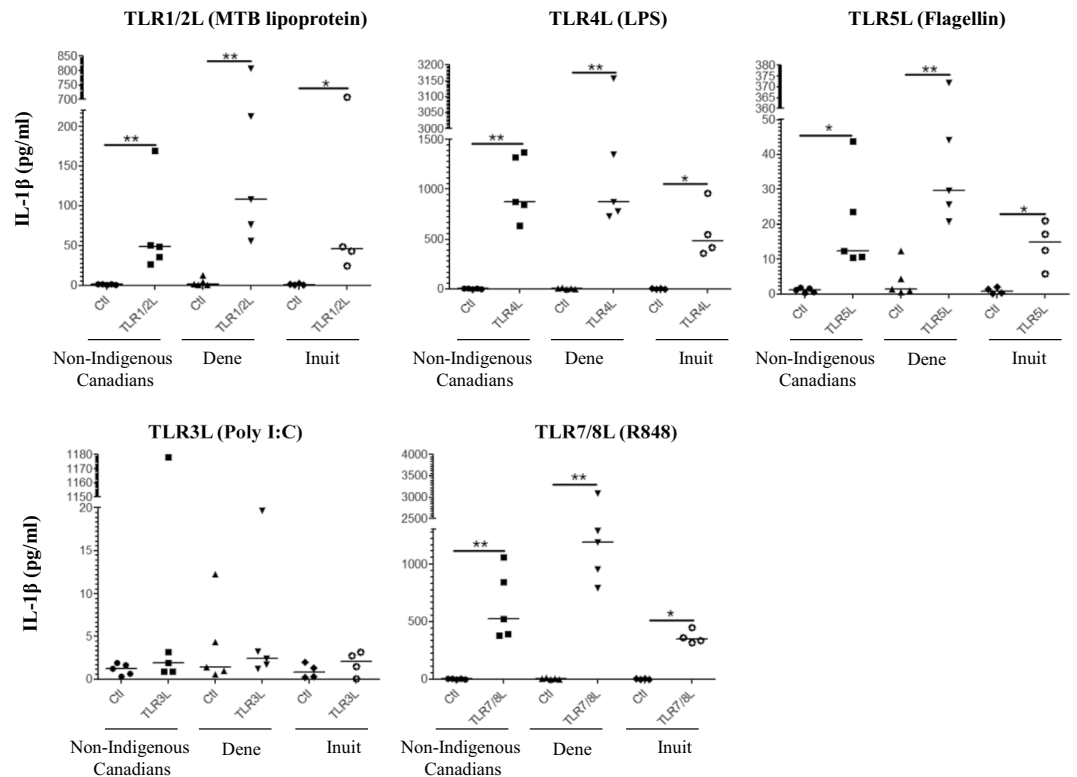 TLR1/2L (MTB lipoprotein)
TLR4L (LPS)
TLR5L (Flagellin)
IL-1β (pg/ml)
850
800
750
700
200
150
100
50
0
**
**
*
Ctl
TLR1/2L
Ctl
TLR1/2L
Ctl
TLR1/2L
Non-Indigenous
Canadians
Dene
Inuit
3200
3150
3100
3050
3000
1500
1000
500
0
**
**
*
Ctl
TLR4L
Ctl
TLR4L
Ctl
TLR4L
Non-Indigenous
Canadians
Dene
Inuit
380
375
370
365
360
50
40
30
20
10
0
*
**
*
Ctl
TLR5L
Ctl
TLR5L
Ctl
TLR5L
Non-Indigenous
Canadians
Dene
Inuit
TLR3L (Poly I:C)
TLR7/8L (R848)
IL-1β (pg/ml)
1180
1170
1160
1150
20
15
10
5
0
Ctl
TLR3L
Ctl
TLR3L
Ctl
TLR3L
Non-Indigenous
Canadians
Dene
Inuit
4000
3500
3000
2500
1000
500
0
**
**
*
Ctl
TLR7/8L
Ctl
TLR7/8L
Ctl
TLR7/8L
Non-Indigenous
Canadians
Dene
Inuit